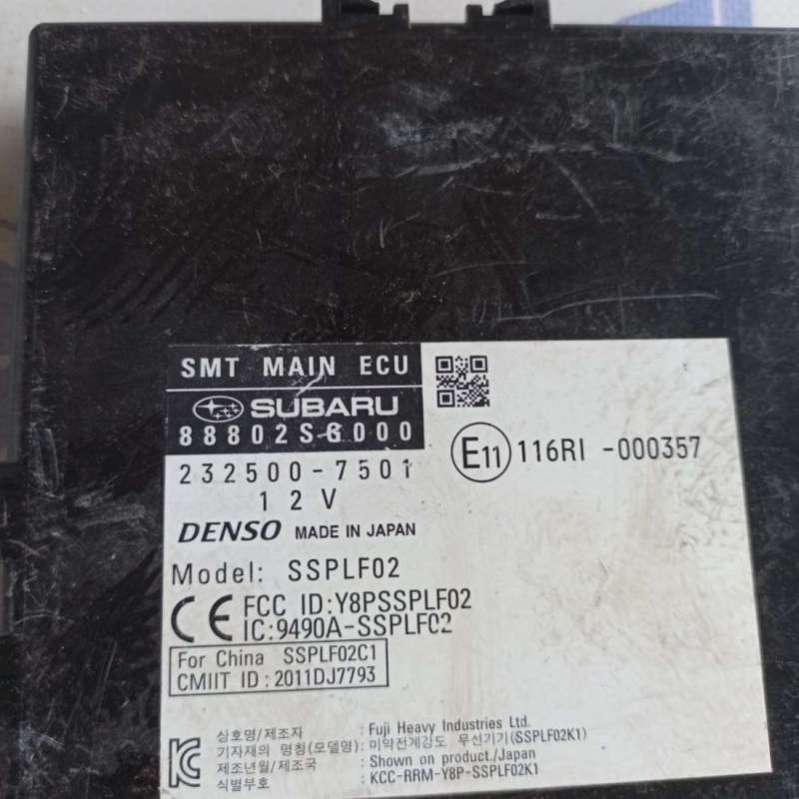 SMT MAIN ECU
SUBARU
88802SG000
232500-7501
12V
DENSO MADE IN JAPAN
E11 116RI -000357
Model: SSPLF02
CE FCC ID:Y8PSSPLF02
IC:9490A-SSPLF02
For China SSPLF02C1
CMIIT ID:2011DJ7793
상호명/제조자 : Fuji Heavy Industries Ltd.
기자재의 명칭(모델명): 미약전계강도 무선기기(SSPLF02K1)
제조년월/제조국 : Shown on product./Japan
식별부호 : KCC-RRM-Y8P-SSPLF02K1